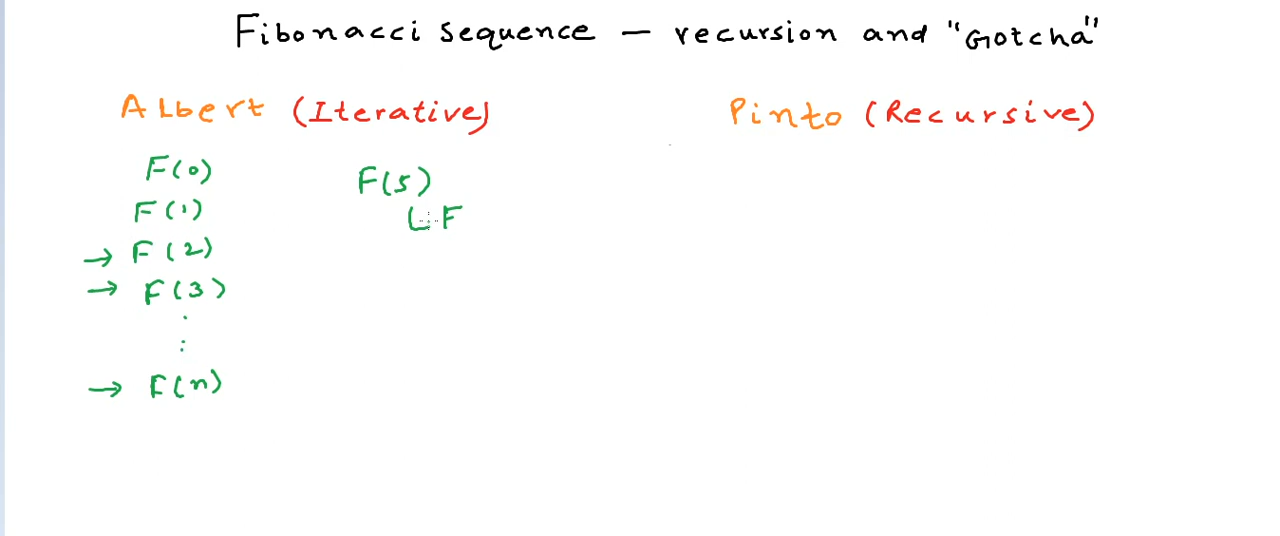 Fibonacci sequence – recursion and "Gotcha"
Albert (Iterative)
Pinto (Recursive)
F(0)
F(1)
→ F(2)
→ F(3)
:
→ F(n)
F(5)
F